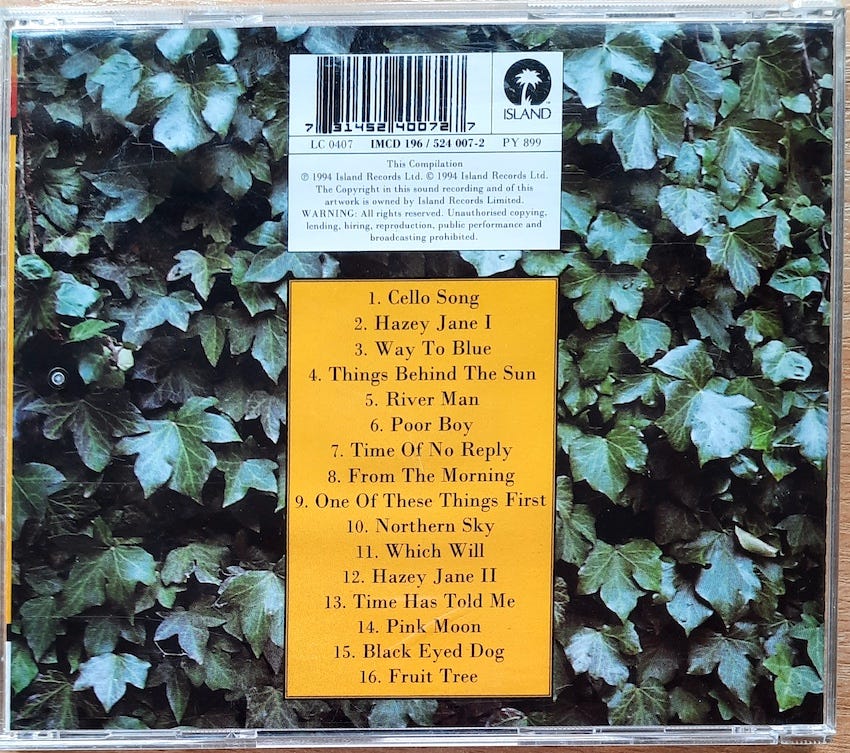 7 31452 40072 7
ISLAND
LC 0407 IMCD 196 / 524 007-2 PY 899
This Compilation
℗ 1994 Island Records Ltd. © 1994 Island Records Ltd.
The Copyright in this sound recording and of this
artwork is owned by Island Records Limited.
WARNING: All rights reserved. Unauthorised copying,
lending, hiring, reproduction, public performance and
broadcasting prohibited.
1. Cello Song
2. Hazey Jane I
3. Way To Blue
4. Things Behind The Sun
5. River Man
6. Poor Boy
7. Time Of No Reply
8. From The Morning
9. One Of These Things First
10. Northern Sky
11. Which Will
12. Hazey Jane II
13. Time Has Told Me
14. Pink Moon
15. Black Eyed Dog
16. Fruit Tree